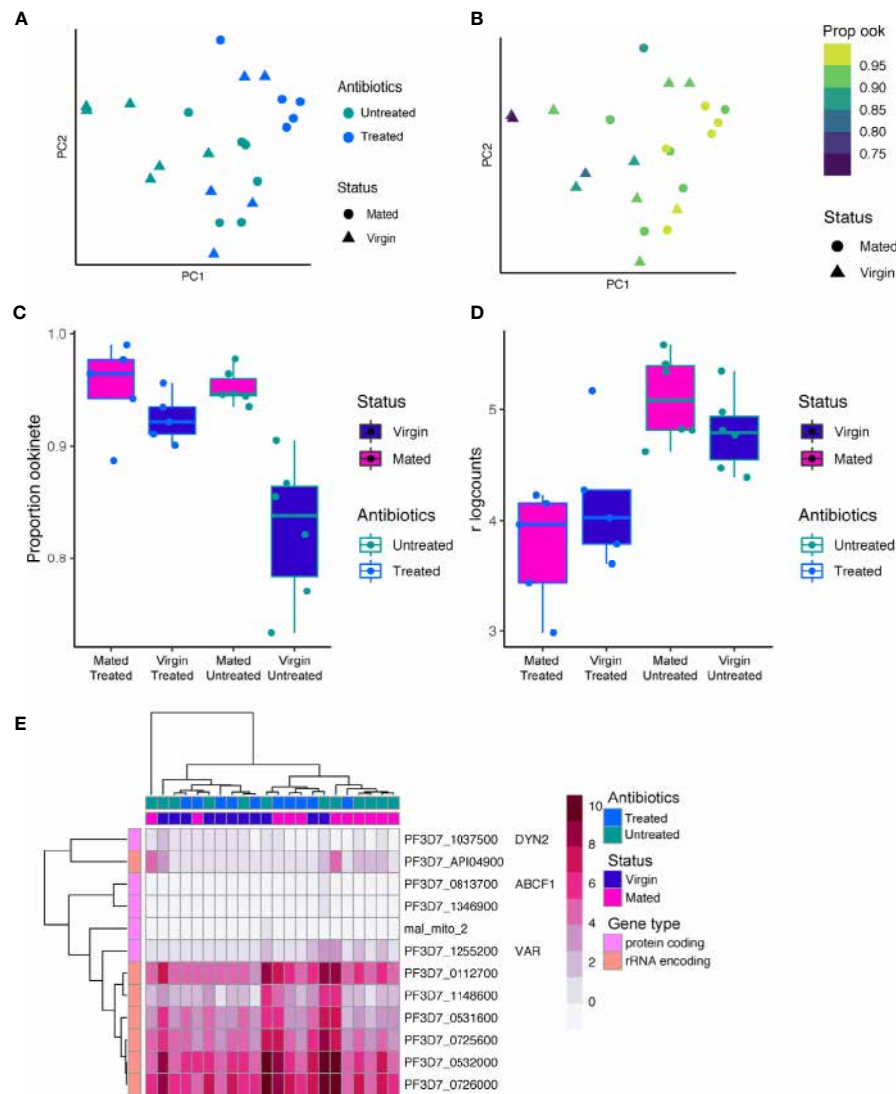 A
PC2
PC1
Antibiotics
Untreated
Treated
Status
Mated
Virgin
B
PC2
PC1
Prop ook
0.95
0.90
0.85
0.80
0.75
Status
Mated
Virgin
C
Proportion ookinete
1.0
0.9
0.8
Mated Treated
Virgin Treated
Mated Untreated
Virgin Untreated
Status
Virgin
Mated
Antibiotics
Untreated
Treated
D
r logcounts
5
4
3
Mated Treated
Virgin Treated
Mated Untreated
Virgin Untreated
Status
Virgin
Mated
Antibiotics
Untreated
Treated
E
PF3D7_1037500 DYN2
PF3D7_API04900
PF3D7_0813700 ABCF1
PF3D7_1346900
mal_mito_2
PF3D7_1255200 VAR
PF3D7_0112700
PF3D7_1148600
PF3D7_0531600
PF3D7_0725600
PF3D7_0532000
PF3D7_0726000
10
8
6
4
2
0
Antibiotics
Treated
Untreated
Status
Virgin
Mated
Gene type
protein coding
rRNA encoding